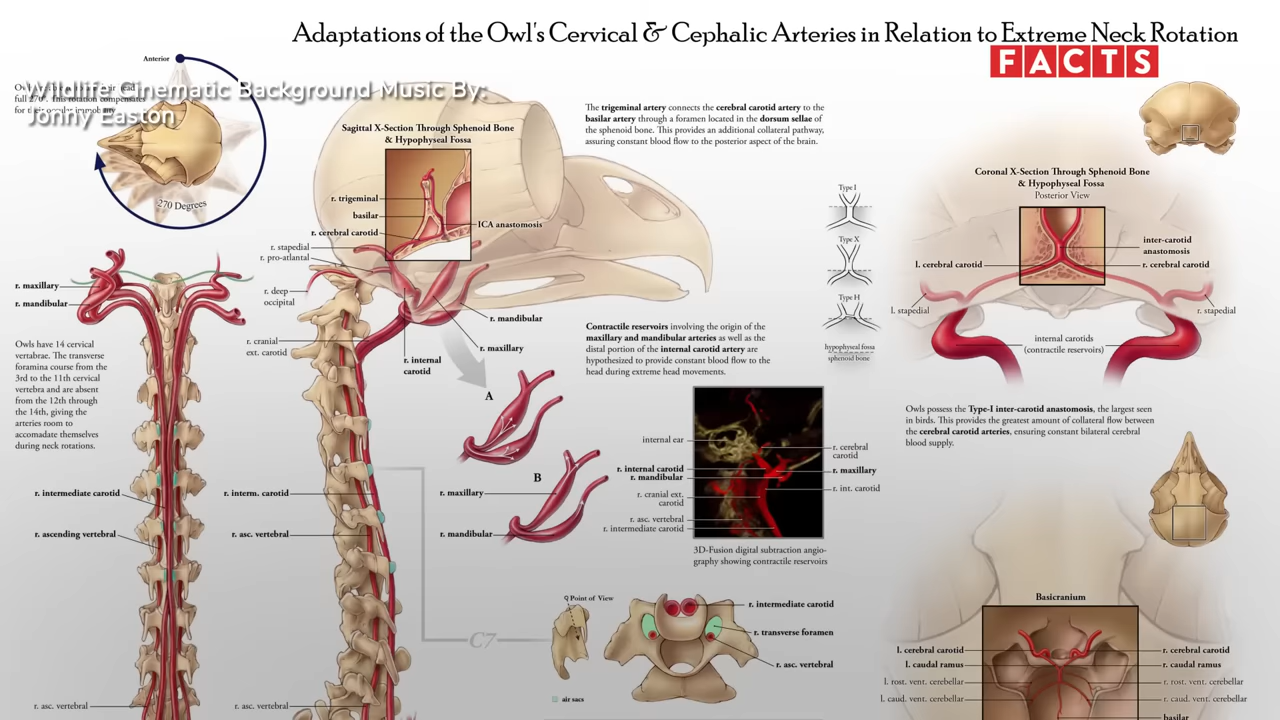 Adaptations of the Owl's Cervical & Cephalic Arteries in Relation to Extreme Neck Rotation
FACTS
Wildlife Cinematic Background Music By:
Jonny Easton
Anterior
full 270°. This rotation compensates
for their ocular immobility.
270 Degrees
Sagittal X-Section Through Sphenoid Bone
& Hypophyseal Fossa
r. trigeminal
basilar
r. cerebral carotid
ICA anastomosis
r. stapedial
r. pro-atlantal
r. deep
occipital
r. cranial
ext. carotid
r. mandibular
r. maxillary
r. internal
carotid
r. maxillary
r. mandibular
Owls have 14 cervical
vertabrae. The transverse
foramina course from the
3rd to the 11th cervical
vertebra and are absent
from the 12th through
the 14th, giving the
arteries room to
accomadate themselves
during neck rotations.
r. intermediate carotid
r. ascending vertebral
r. asc. vertebral
r. interm. carotid
r. asc. vertebral
r. asc. vertebral
The trigeminal artery connects the cerebral carotid artery to the
basilar artery through a foramen located in the dorsum sellae of
the sphenoid bone. This provides an additional collateral pathway,
assuring constant blood flow to the posterior aspect of the brain.
Type I
Type X
Type H
hypophyseal fossa
sphenoid bone
Contractile reservoirs involving the origin of the
maxillary and mandibular arteries as well as the
distal portion of the internal carotid artery are
hypothesized to provide constant blood flow to the
head during extreme head movements.
A
B
r. maxillary
r. mandibular
internal ear
r. internal carotid
r. mandibular
r. cranial ext.
carotid
r. asc. vertebral
r. intermediate carotid
r. cerebral
carotid
r. maxillary
r. int. carotid
3D-Fusion digital subtraction angio-
graphy showing contractile reservoirs
C7
Point of View
air sacs
r. intermediate carotid
r. transverse foramen
r. asc. vertebral
Coronal X-Section Through Sphenoid Bone
& Hypophyseal Fossa
Posterior View
inter-carotid
anastomosis
l. cerebral carotid
r. cerebral carotid
l. stapedial
r. stapedial
internal carotids
(contractile reservoirs)
Owls possess the Type-I inter-carotid anastomosis, the largest seen
in birds. This provides the greatest amount of collateral flow between
the cerebral carotid arteries, ensuring constant bilateral cerebral
blood supply.
Basicranium
l. cerebral carotid
l. caudal ramus
l. rost. vent. cerebellar
l. caud. vent. cerebellar
r. cerebral carotid
r. caudal ramus
r. rost. vent. cerebellar
r. caud. vent. cerebellar
basilar